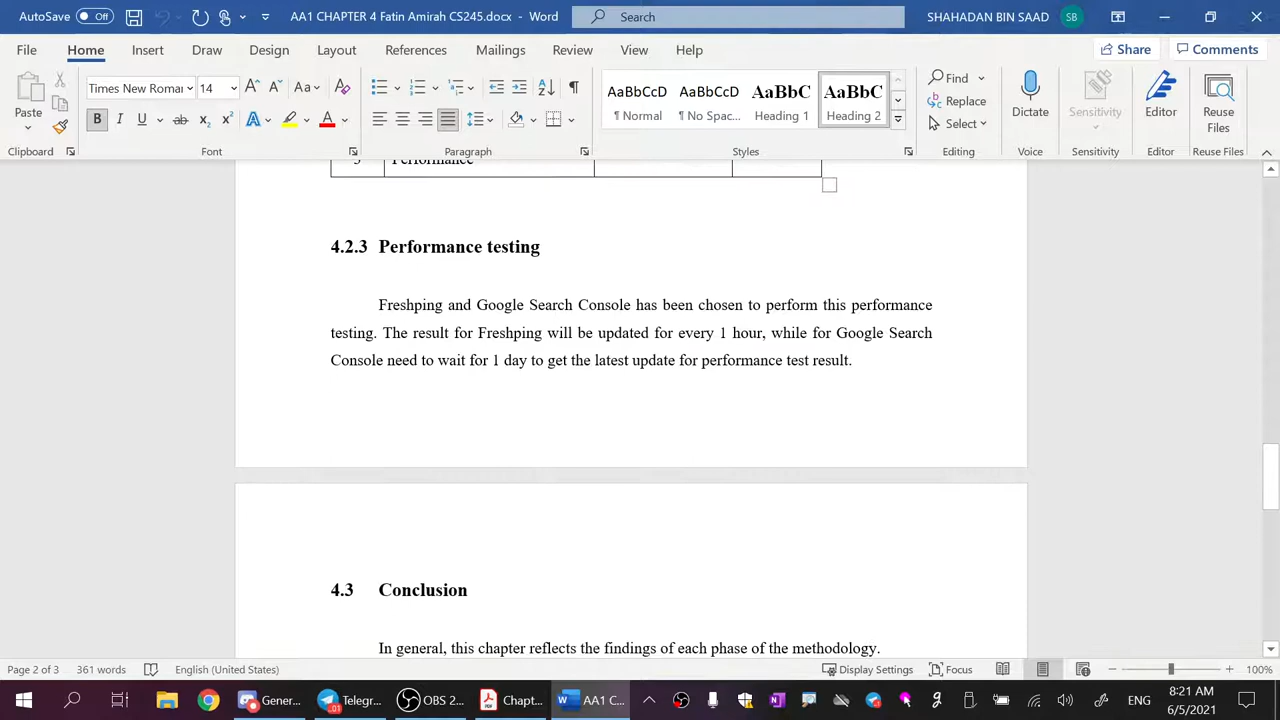 AutoSave Off AA1 CHAPTER 4 Fatin Amirah CS245.docx - Word Search SHAHADAN BIN SAAD SB
File Home Insert Draw Design Layout References Mailings Review View Help Share Comments
Paste Times New Roman 14 Aa A A
AaBbCcD AaBbCcD AaBbC AaBbC
¶ Normal ¶ No Spac... Heading 1 Heading 2
Find
Replace
Select
Dictate Sensitivity Editor Reuse Files
B I U ab x₂ x² A A
Clipboard Font Paragraph Styles Editing Voice Sensitivity Editor Reuse Files
3 Performance
4.2.3 Performance testing
Freshping and Google Search Console has been chosen to perform this performance
testing. The result for Freshping will be updated for every 1 hour, while for Google Search
Console need to wait for 1 day to get the latest update for performance test result.
4.3 Conclusion
In general, this chapter reflects the findings of each phase of the methodology.
Page 2 of 3 361 words English (United States) Display Settings Focus 100%
Gener... Telegr... OBS 2... Chapt... AA1 C... ENG 8:21 AM
6/5/2021